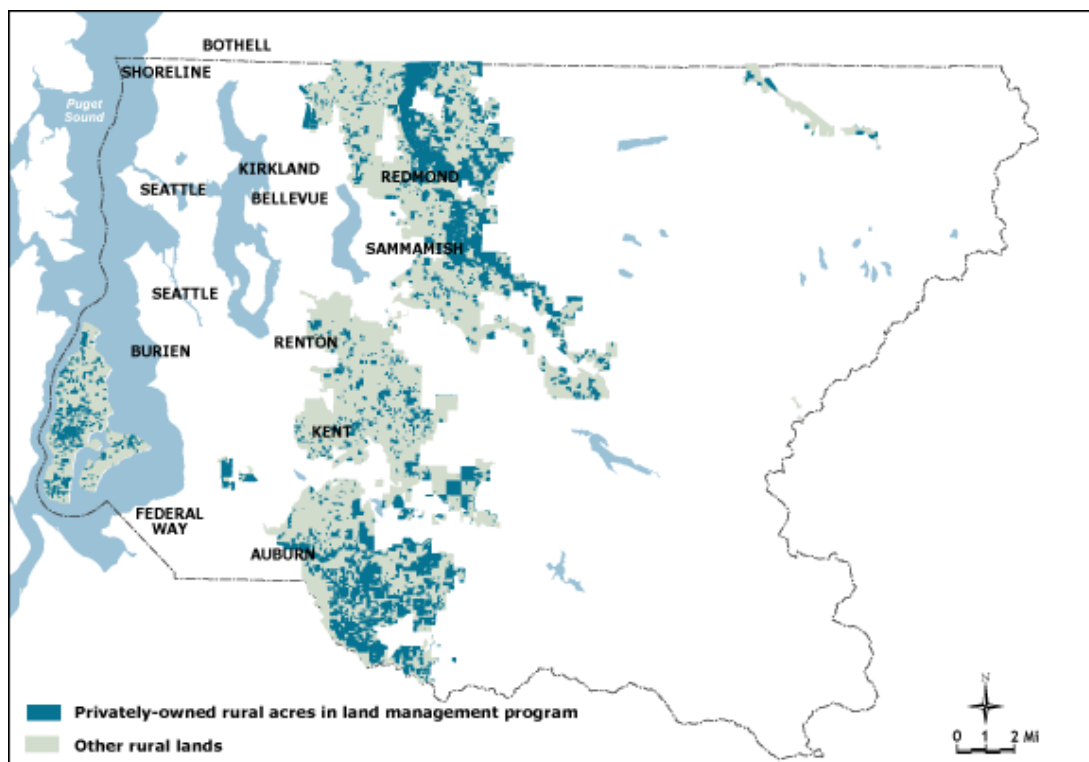 BOTHELL
SHORELINE
Puget
Sound
KIRKLAND
REDMOND
SEATTLE
BELLEVUE
SAMMAMISH
SEATTLE
RENTON
BURIEN
KENT
FEDERAL
WAY
AUBURN
N
Privately-owned rural acres in land management program
0 1 2 Mi
Other rural lands